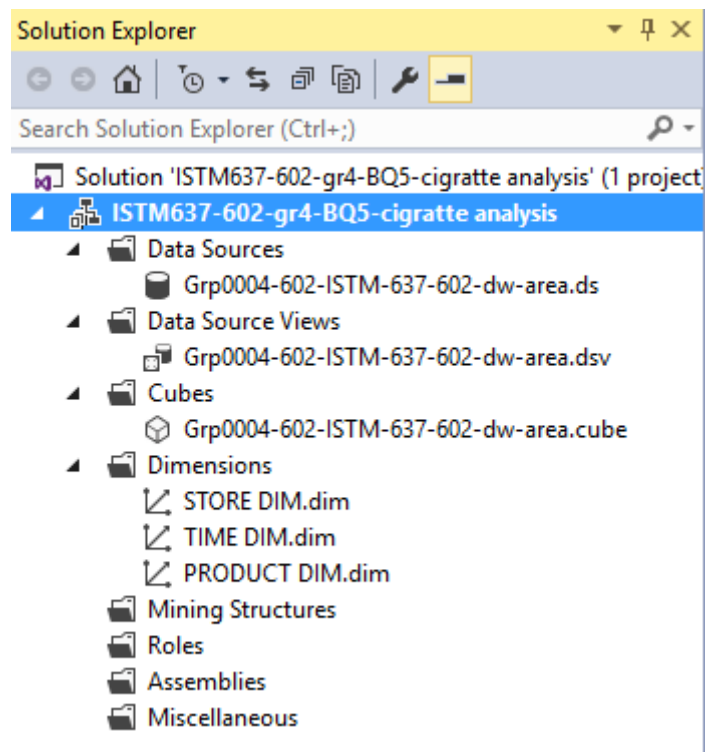 Solution Explorer
Search Solution Explorer (Ctrl+;)
Solution 'ISTM637-602-gr4-BQ5-cigratte analysis' (1 project
ISTM637-602-gr4-BQ5-cigratte analysis
Data Sources
Grp0004-602-ISTM-637-602-dw-area.ds
Data Source Views
Grp0004-602-ISTM-637-602-dw-area.dsv
Cubes
Grp0004-602-ISTM-637-602-dw-area.cube
Dimensions
STORE DIM.dim
TIME DIM.dim
PRODUCT DIM.dim
Mining Structures
Roles
Assemblies
Miscellaneous